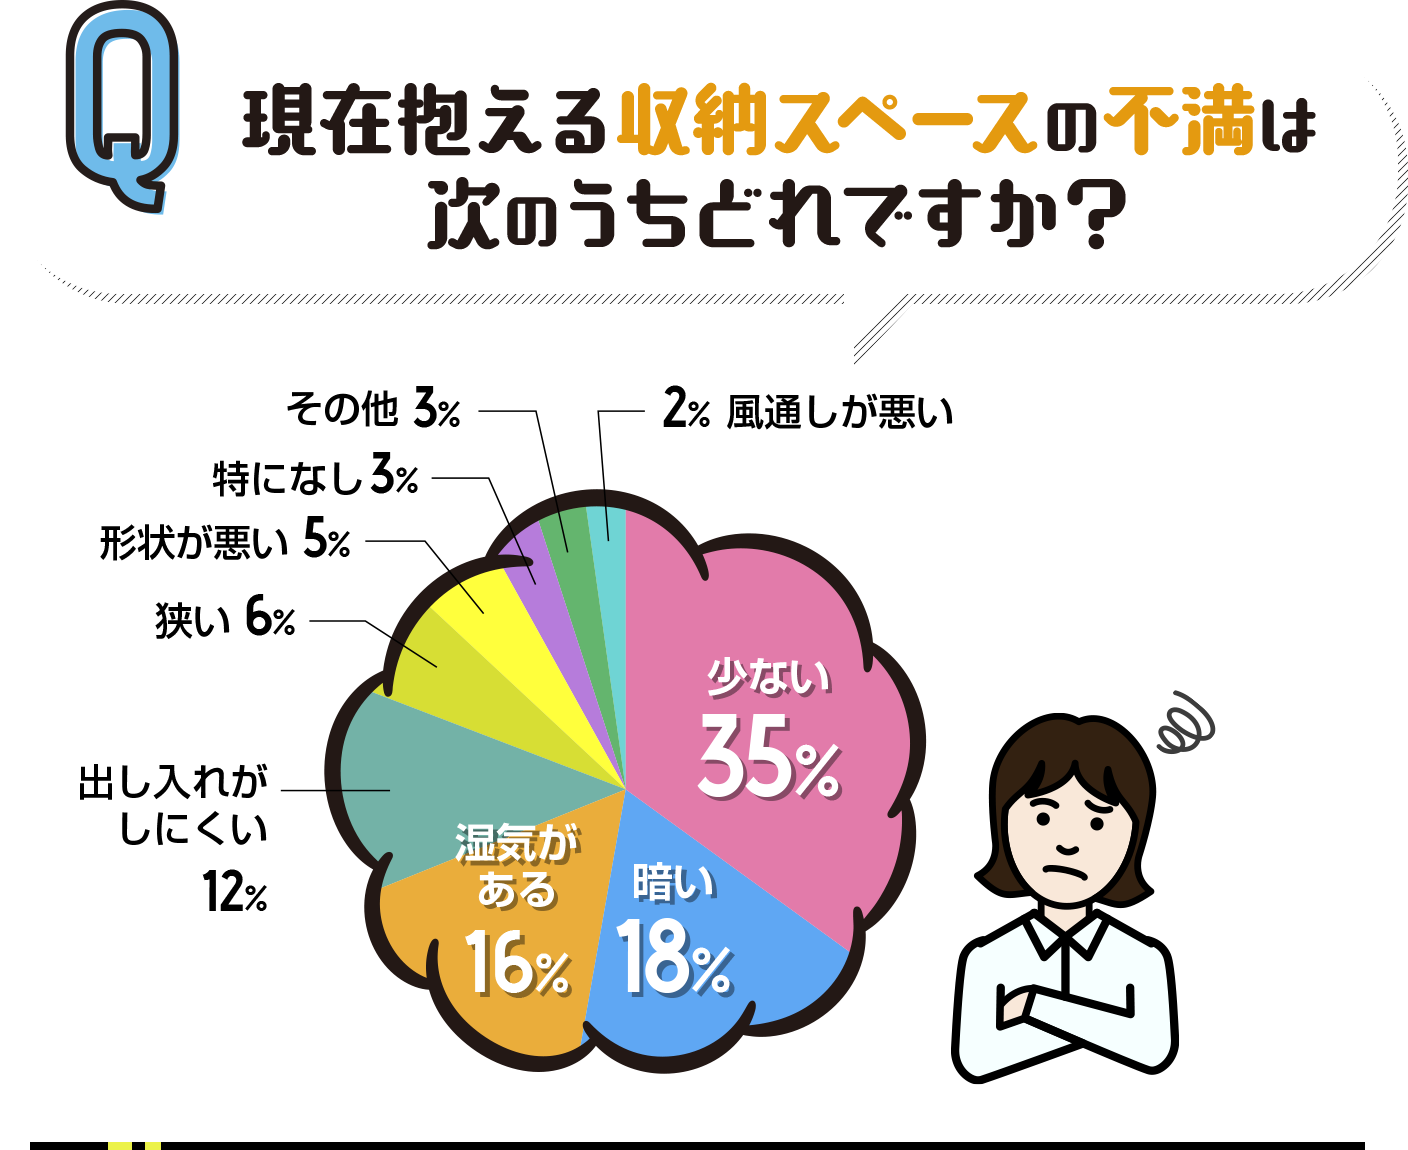 Q
現在抱える収納スペースの不満は
次のうちどれですか？
その他 3%
2% 風通しが悪い
特になし 3%
形状が悪い 5%
狭い 6%
少ない
35%
出し入れが
しにくい
12%
湿気が
ある
16%
暗い
18%